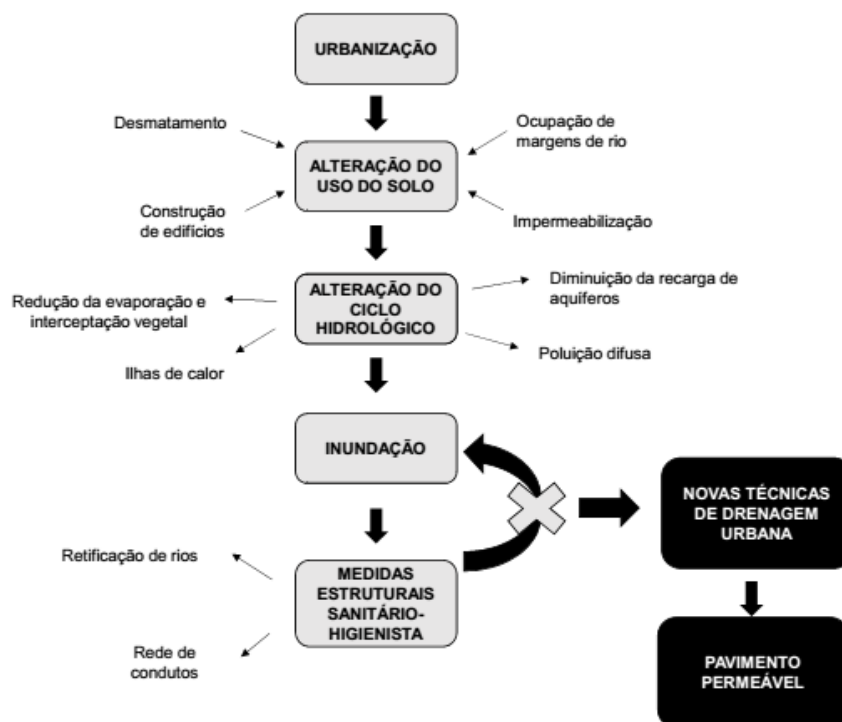 URBANIZAÇÃO
Desmatamento
Ocupação de
margens de rio
ALTERAÇÃO DO
USO DO SOLO
Construção
de edifícios
Impermeabilização
Redução da evaporação e
interceptação vegetal
ALTERAÇÃO DO
CICLO
HIDROLÓGICO
Diminuição da recarga de
aquíferos
Ilhas de calor
Poluição difusa
INUNDAÇÃO
NOVAS TÉCNICAS
DE DRENAGEM
URBANA
Retificação de rios
MEDIDAS
ESTRUTURAIS
SANITÁRIO-
HIGIENISTA
Rede de
condutos
PAVIMENTO
PERMEÁVEL